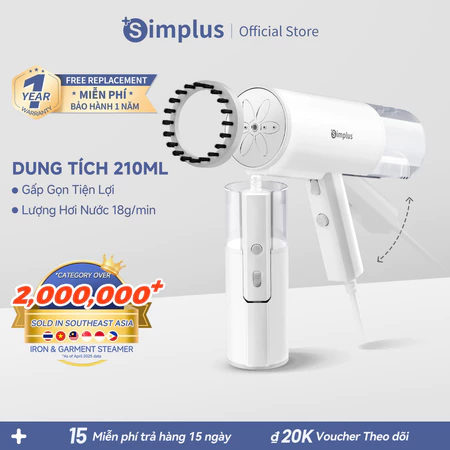 Simplus Official Store
1
YEAR
WARRANTY
FREE REPLACEMENT
MIỄN PHÍ
BẢO HÀNH 1 NĂM
DUNG TÍCH 210ML
Gấp Gọn Tiện Lợi
Lượng Hơi Nước 18g/min
Simplus
*CATEGORY OVER
2,000,000+
SOLD IN SOUTHEAST ASIA
IRON & GARMENT STEAMER
*As of April 2025 data
+ 15 Miễn phí trả hàng 15 ngày
₫ 20K Voucher Theo dõi